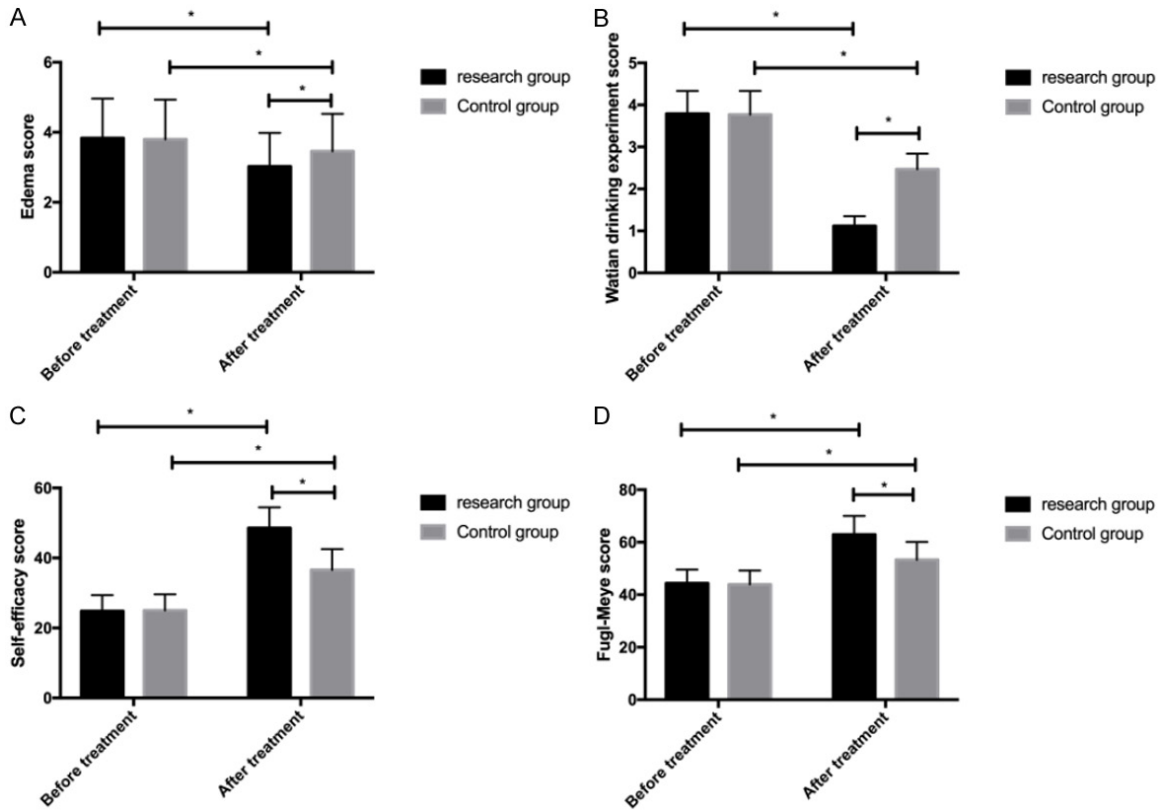 A
*
*
*
6
4
2
0
Edema score
Before treatment
After treatment
research group
Control group
B
*
*
*
5
4
3
2
1
0
Watian drinking experiment score
Before treatment
After treatment
research group
Control group
C
*
*
*
60
40
20
0
Self-efficacy score
Before treatment
After treatment
research group
Control group
D
*
*
*
80
60
40
20
0
Fugl-Meye score
Before treatment
After treatment
research group
Control group